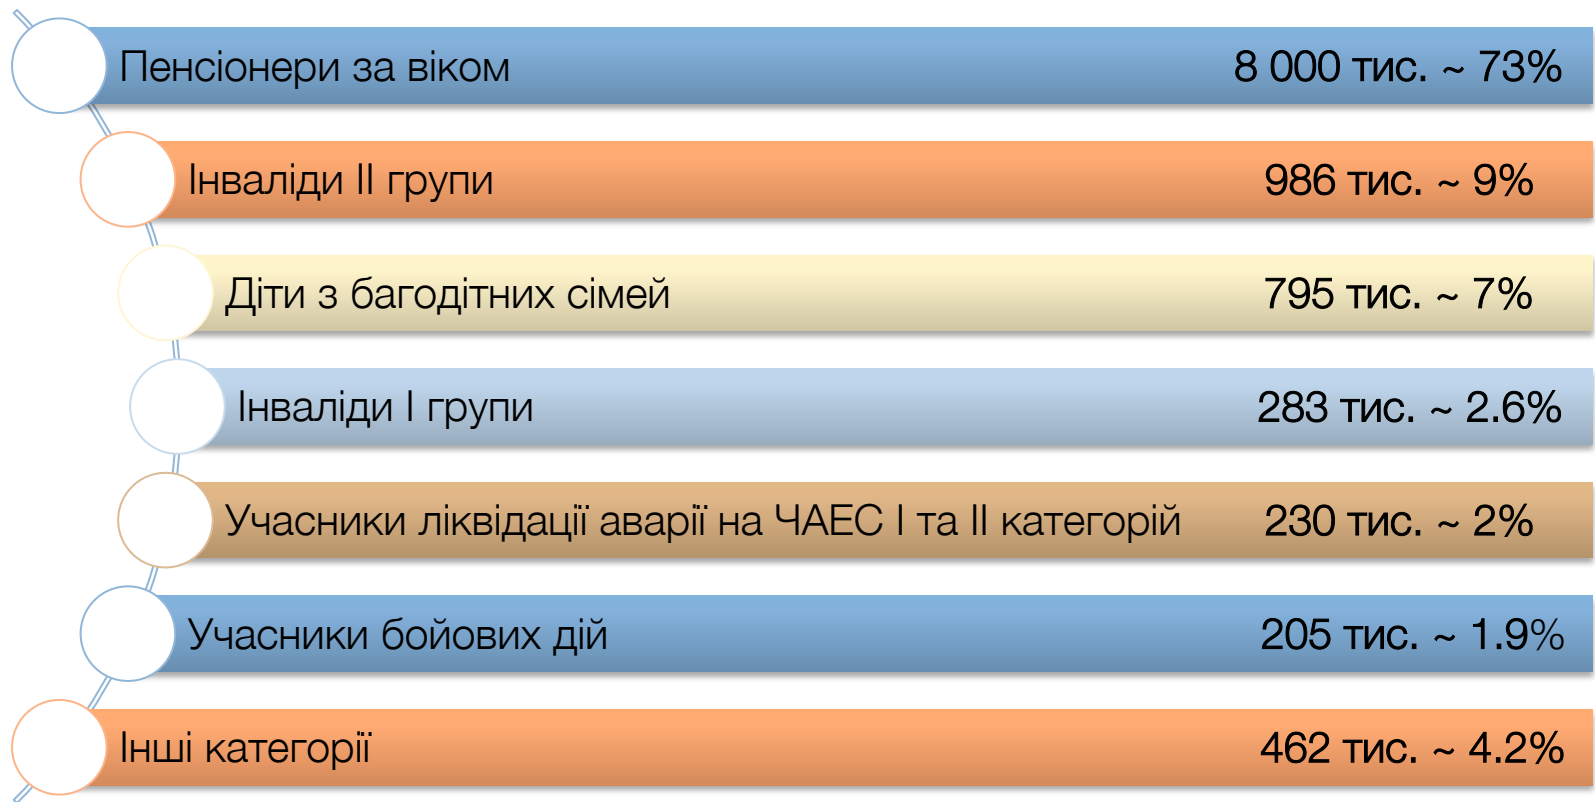 Пенсіонери за віком 8 000 тис. ~ 73%
Інваліди II групи 986 тис. ~ 9%
Діти з багодітних сімей 795 тис. ~ 7%
Інваліди I групи 283 тис. ~ 2.6%
Учасники ліквідації аварії на ЧАЕС I та II категорій 230 тис. ~ 2%
Учасники бойових дій 205 тис. ~ 1.9%
Інші категорії 462 тис. ~ 4.2%